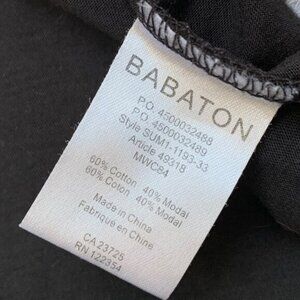 BABATON
P.O. 4500032488
P.O. 4500032489
Style SUM1-1193-33
Article 49318
MWC84
60% Cotton 40% Modal
60% Coton 40% Modal
Made in China
Fabriqué en Chine
CA 23725
RN 122354